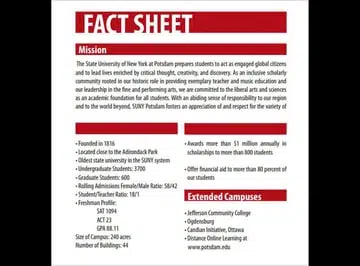 FACT SHEET
Mission
The State University of New York at Potsdam prepares students to act as engaged global citizens
and to lead lives enriched by critical thought, creativity, and discovery. As an inclusive scholarly
community rooted in our historic role in providing exemplary teacher and music education and
our leadership in the fine and performing arts, we are committed to the liberal arts and sciences
as an academic foundation for all students. With an abiding sense of responsibility to our region
and to the world beyond, SUNY Potsdam fosters an appreciation of and respect for the variety of
• Founded in 1816
• Located close to the Adirondack Park
• Oldest state university in the SUNY system
• Undergraduate Students: 3700
• Graduate Students: 600
• Rolling Admissions Female/Male Ratio: 58/42
• Student/Teacher Ratio: 18/1
• Freshman Profile:
SAT 1094
ACT 23
GPA 88.11
Size of Campus: 240 acres
Number of Buildings: 44
• Awards more than $1 million annually in
scholarships to more than 800 students
• Offer financial aid to more than 80 percent of
our students
Extended Campuses
• Jefferson Community College
• Ogdensburg
• Candian Initiative, Ottawa
• Distance Online Learning at
www.potsdam.edu